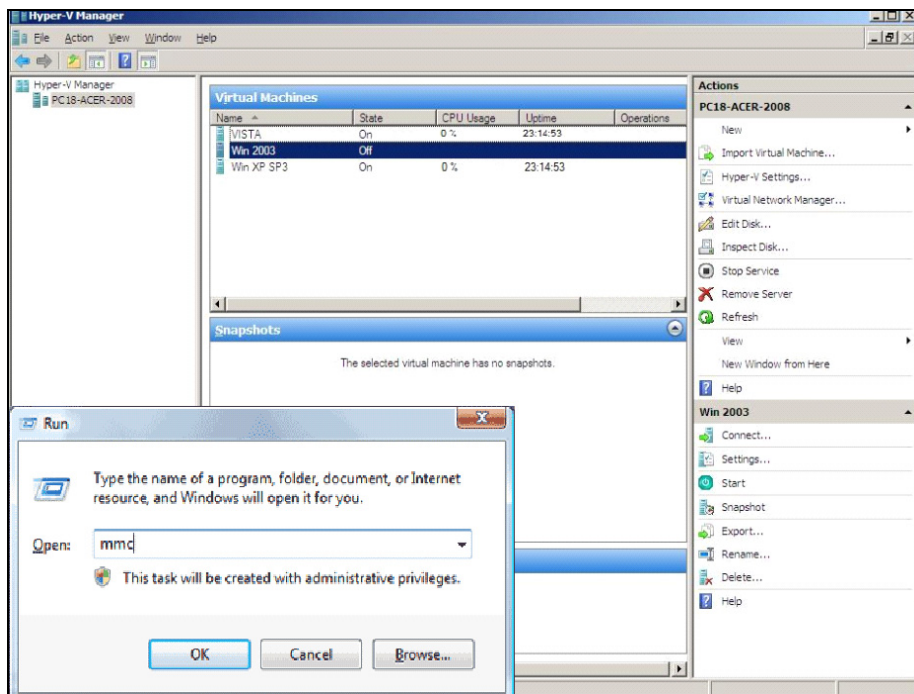 Hyper-V Manager
File Action View Window Help
Hyper-V Manager
PC18-ACER-2008
Virtual Machines
Name State CPU Usage Uptime Operations
VISTA On 0 % 23:14:53
Win 2003 Off
Win XP SP3 On 0 % 23:14:53
Snapshots
The selected virtual machine has no snapshots.
Actions
PC18-ACER-2008
New
Import Virtual Machine...
Hyper-V Settings...
Virtual Network Manager...
Edit Disk...
Inspect Disk...
Stop Service
Remove Server
Refresh
View
New Window from Here
Help
Win 2003
Connect...
Settings...
Start
Snapshot
Export...
Rename...
Delete...
Help
Run
Type the name of a program, folder, document, or Internet
resource, and Windows will open it for you.
Open: mmc
This task will be created with administrative privileges.
OK Cancel Browse...